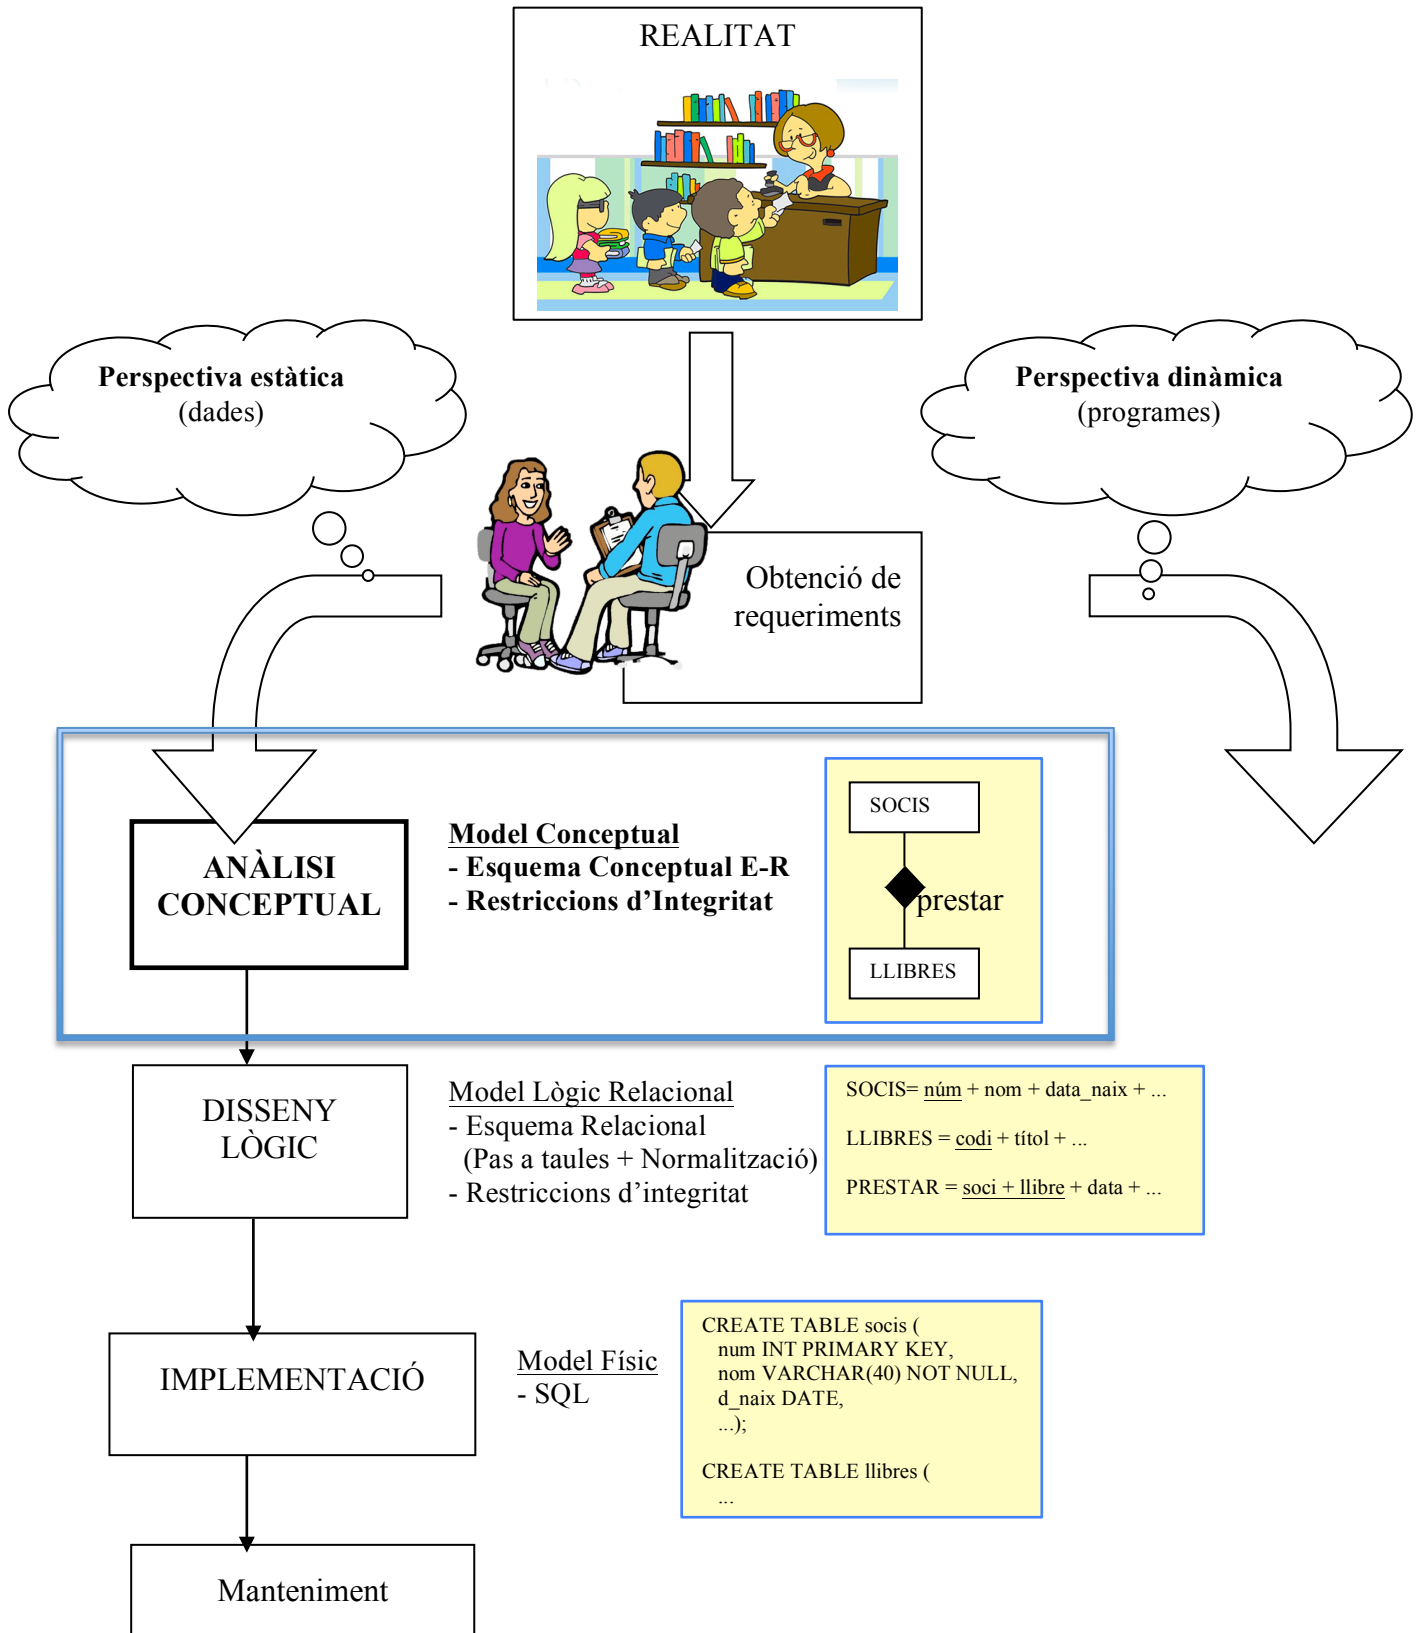 REALITAT
Perspectiva estàtica
(dades)
Perspectiva dinàmica
(programes)
Obtenció de
requeriments
ANÀLISI
CONCEPTUAL
Model Conceptual
- Esquema Conceptual E-R
- Restriccions d’Integritat
SOCIS
prestar
LLIBRES
DISSENY
LÒGIC
Model Lògic Relacional
- Esquema Relacional
(Pas a taules + Normalització)
- Restriccions d’integritat
SOCIS= núm + nom + data_naix + ...
LLIBRES = codi + títol + ...
PRESTAR = soci + llibre + data + ...
IMPLEMENTACIÓ
Model Físic
- SQL
CREATE TABLE socis (
num INT PRIMARY KEY,
nom VARCHAR(40) NOT NULL,
d_naix DATE,
...);
CREATE TABLE llibres (
...
Manteniment